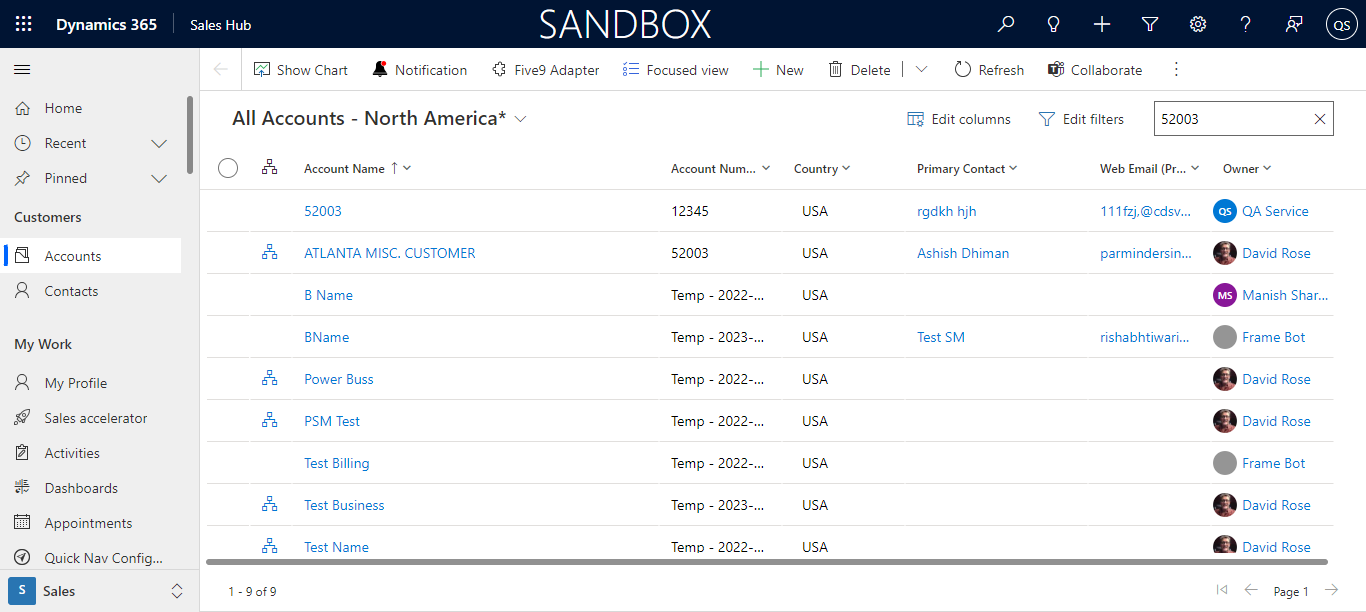 Dynamics 365 Sales Hub SANDBOX QS
Show Chart Notification Five9 Adapter Focused view New Delete Refresh Collaborate
Home
Recent
Pinned
Customers
Accounts
Contacts
My Work
My Profile
Sales accelerator
Activities
Dashboards
Appointments
Quick Nav Config...
S Sales
All Accounts - North America* Edit columns Edit filters 52003
Account Name ↑ Account Num... Country Primary Contact Web Email (Pr... Owner
52003 12345 USA rgdkh hjh 111fzj,@cdsv... QS QA Service
ATLANTA MISC. CUSTOMER 52003 USA Ashish Dhiman parmindersin... David Rose
B Name Temp - 2022-... USA MS Manish Shar...
BName Temp - 2023-... USA Test SM rishabhtiwari... Frame Bot
Power Buss Temp - 2022-... USA David Rose
PSM Test Temp - 2022-... USA David Rose
Test Billing Temp - 2022-... USA Frame Bot
Test Business Temp - 2023-... USA David Rose
Test Name Temp - 2022-... USA David Rose
1 - 9 of 9 Page 1